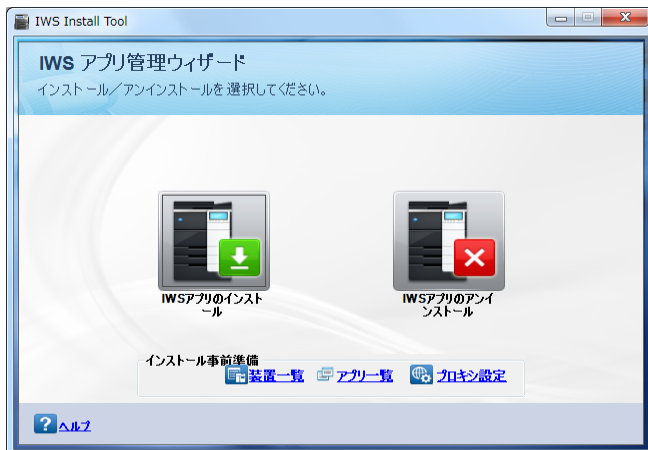 IWS Install Tool
IWS アプリ管理ウィザード
インストール／アンインストールを選択してください。
IWSアプリのインスト
ール
IWSアプリのアンイ
ンストール
インストール事前準備
装置一覧 アプリ一覧 プロキシ設定
? ヘルプ